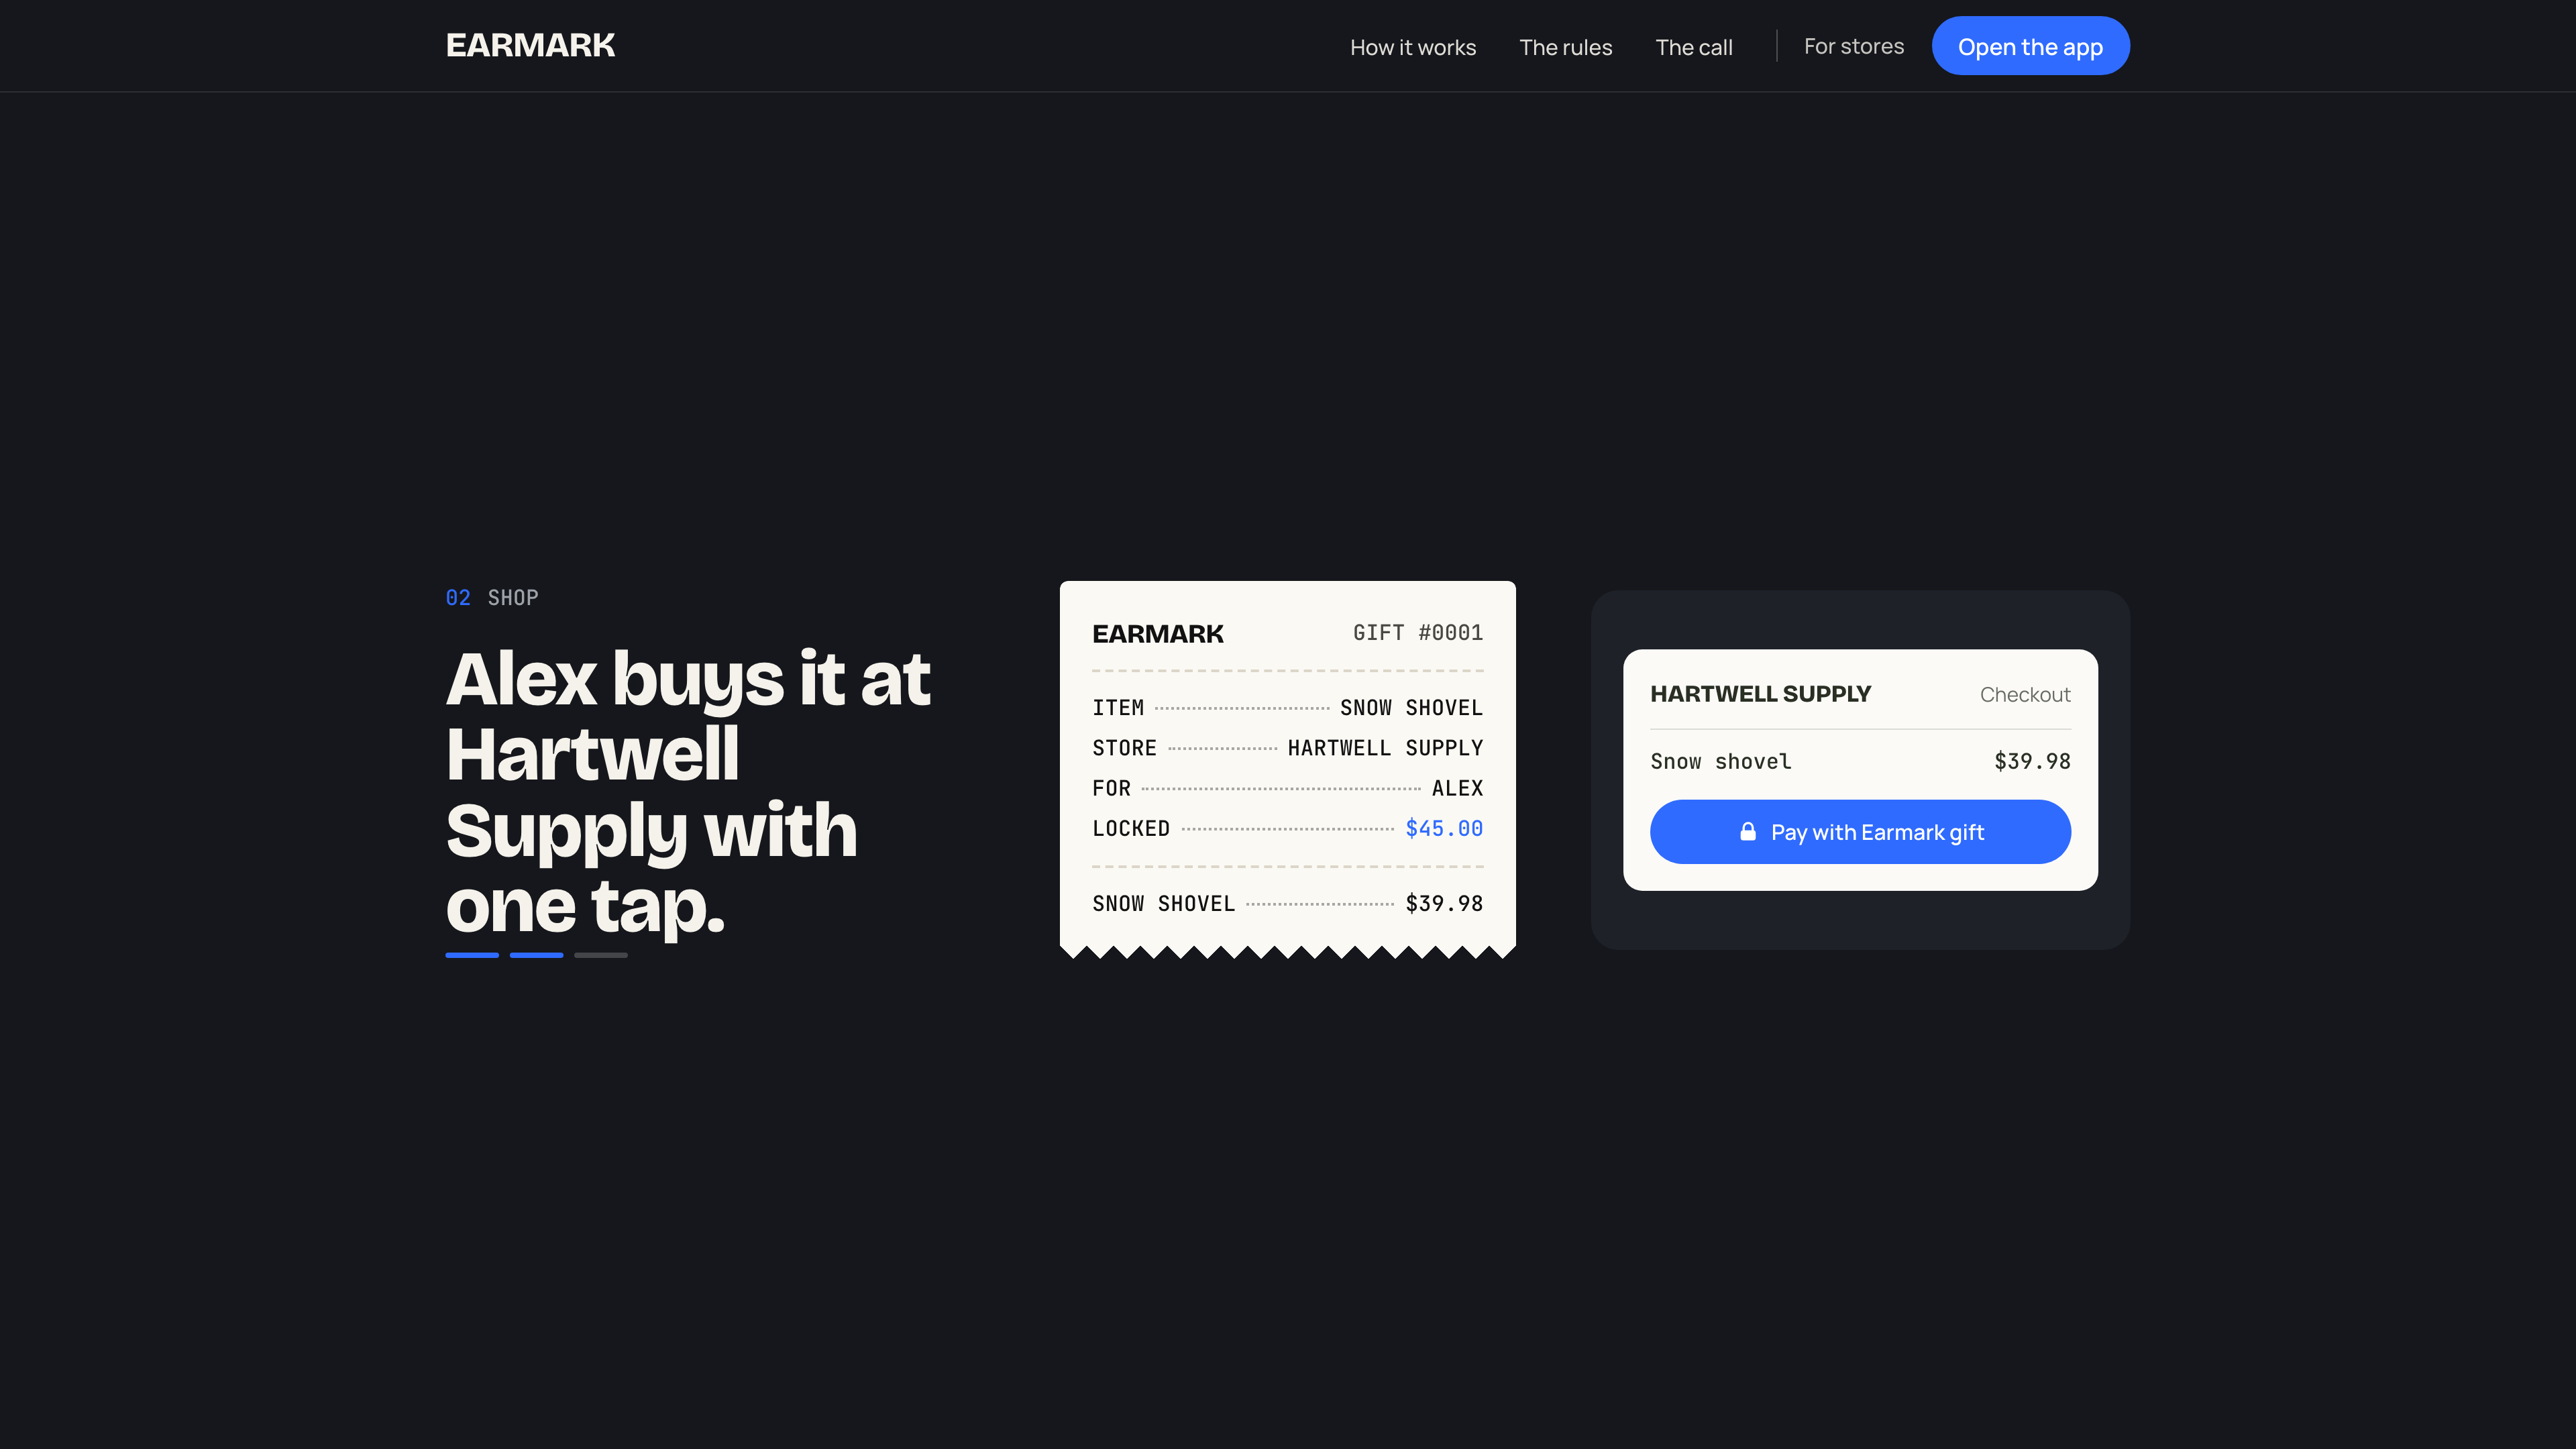 EARMARK
How it works
The rules
The call
For stores
Open the app
02 SHOP
Alex buys it at
Hartwell
Supply with
one tap.
EARMARK GIFT #0001
ITEM SNOW SHOVEL
STORE HARTWELL SUPPLY
FOR ALEX
LOCKED $45.00
SNOW SHOVEL $39.98
HARTWELL SUPPLY Checkout
Snow shovel $39.98
Pay with Earmark gift